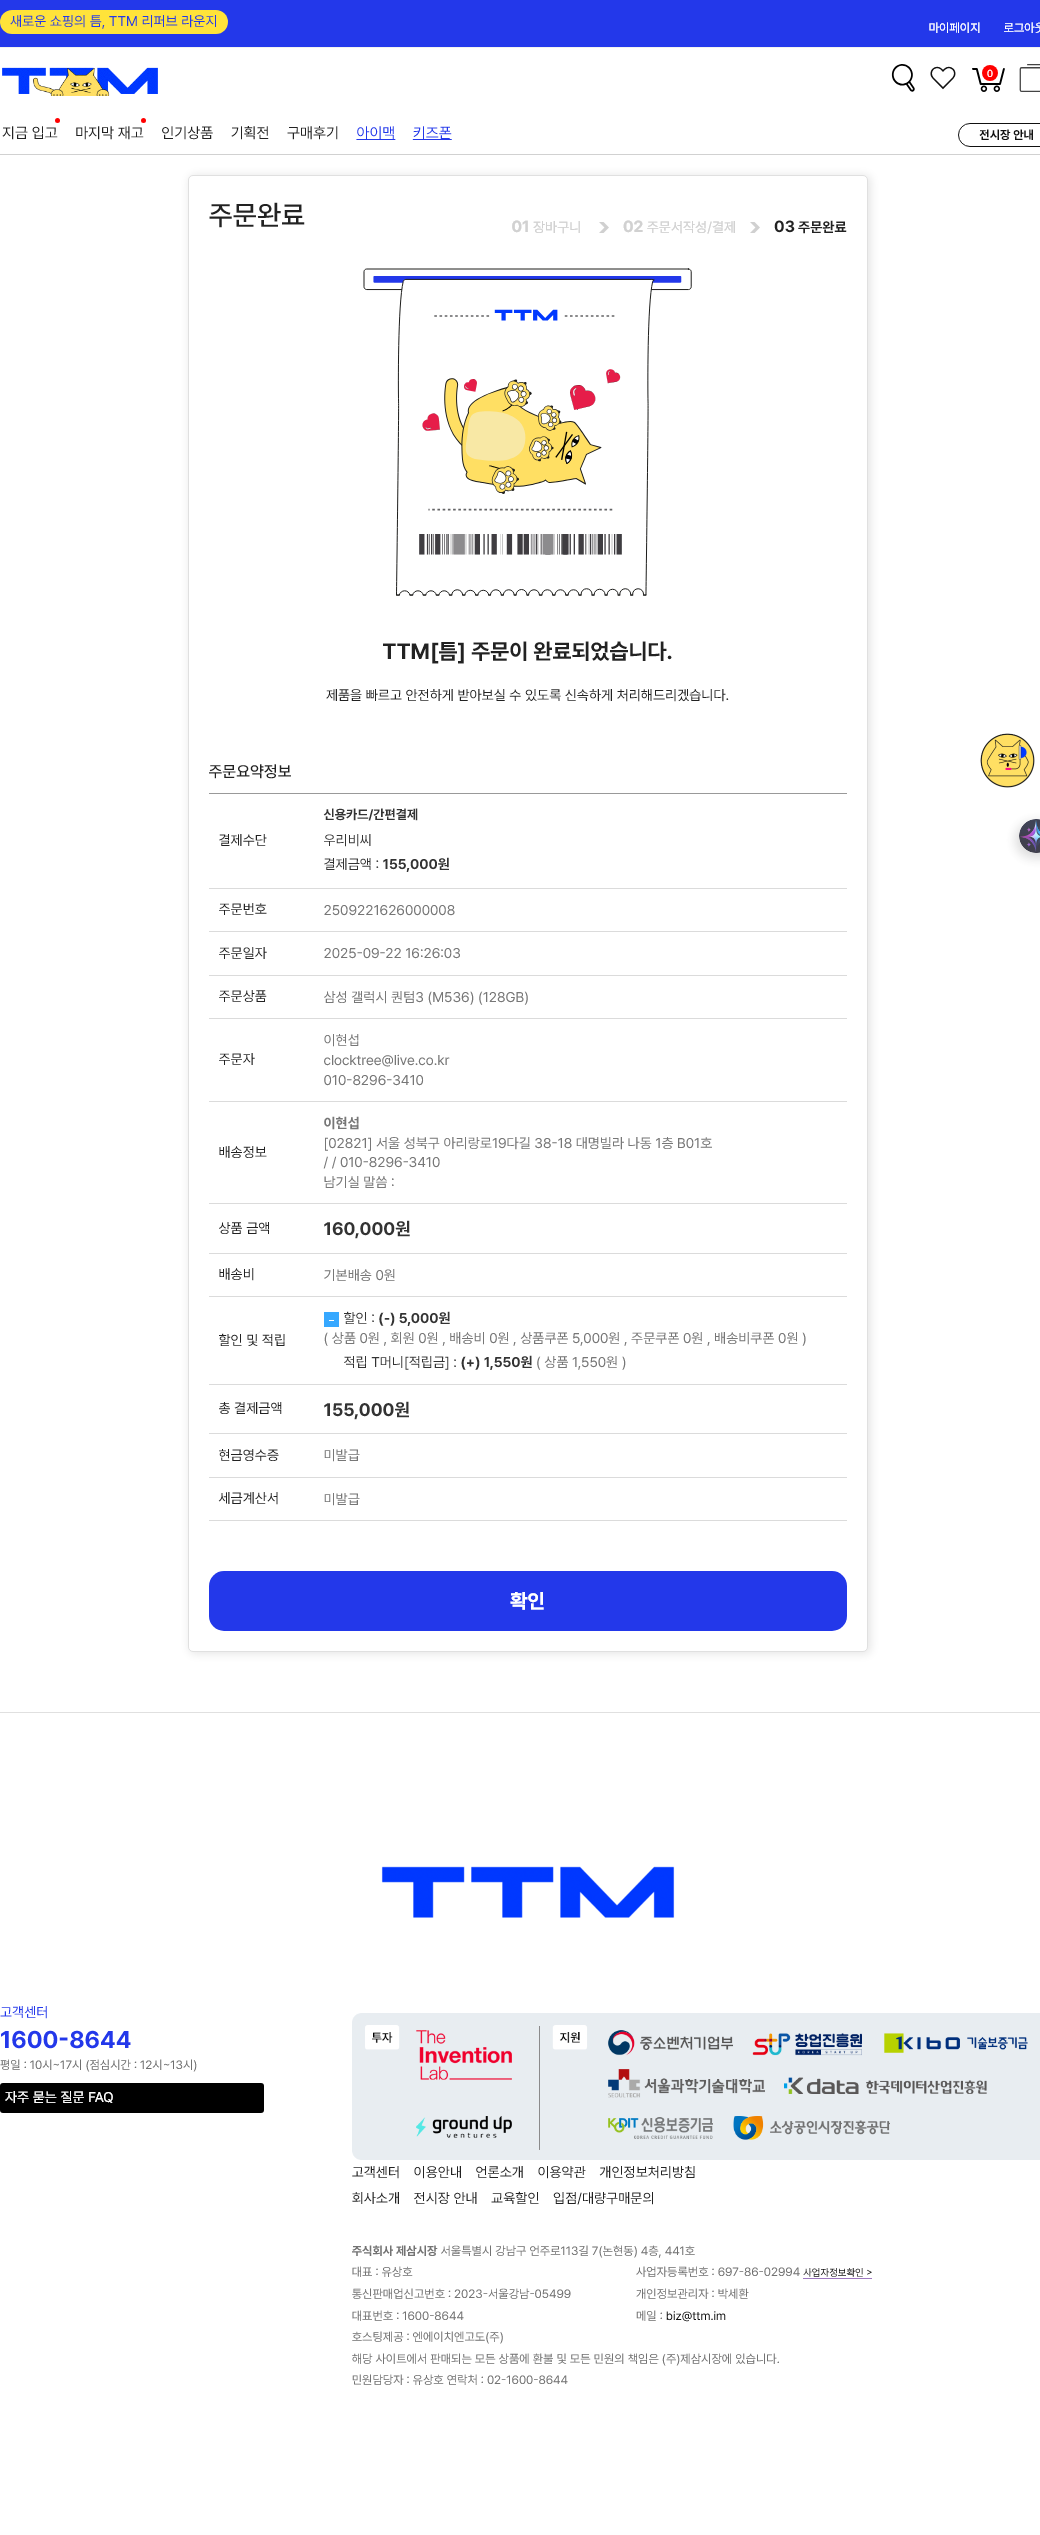 새로운 쇼핑의 틈, TTM 리퍼브 라운지
마이페이지 로그아웃
TTM
0
지금 입고 마지막 재고 인기상품 기획전 구매후기 아이맥 키즈폰
전시장 안내
주문완료
01 장바구니 02 주문서작성/결제 03 주문완료
TTM
TTM[틈] 주문이 완료되었습니다.
제품을 빠르고 안전하게 받아보실 수 있도록 신속하게 처리해드리겠습니다.
주문요약정보
결제수단
신용카드/간편결제
우리비씨
결제금액 : 155,000원
주문번호 2509221626000008
주문일자 2025-09-22 16:26:03
주문상품 삼성 갤럭시 퀀텀3 (M536) (128GB)
주문자
이현섭
clocktree@live.co.kr
010-8296-3410
배송정보
이현섭
[02821] 서울 성북구 아리랑로19다길 38-18 대명빌라 나동 1층 B01호
/ / 010-8296-3410
남기실 말씀 :
상품 금액 160,000원
배송비 기본배송 0원
할인 및 적립
할인 : (-) 5,000원
( 상품 0원 , 회원 0원 , 배송비 0원 , 상품쿠폰 5,000원 , 주문쿠폰 0원 , 배송비쿠폰 0원 )
적립 T머니[적립금] : (+) 1,550원 ( 상품 1,550원 )
총 결제금액 155,000원
현금영수증 미발급
세금계산서 미발급
확인
TTM
고객센터
1600-8644
평일 : 10시~17시 (점심시간 : 12시~13시)
자주 묻는 질문 FAQ
투자
The
Invention
Lab
ground up
ventures
지원
중소벤처기업부 창업진흥원 KIBO 기술보증기금
SEOULTECH 서울과학기술대학교 Kdata 한국데이터산업진흥원
KODIT 신용보증기금 소상공인시장진흥공단
KOREA CREDIT GUARANTEE FUND
고객센터 이용안내 언론소개 이용약관 개인정보처리방침
회사소개 전시장 안내 교육할인 입점/대량구매문의
주식회사 제삼시장 서울특별시 강남구 언주로113길 7(논현동) 4층, 441호
대표 : 유상호 사업자등록번호 : 697-86-02994 사업자정보확인 >
통신판매업신고번호 : 2023-서울강남-05499 개인정보관리자 : 박세환
대표번호 : 1600-8644 메일 : biz@ttm.im
호스팅제공 : 엔에이치엔고도(주)
해당 사이트에서 판매되는 모든 상품에 환불 및 모든 민원의 책임은 (주)제삼시장에 있습니다.
민원담당자 : 유상호 연락처 : 02-1600-8644